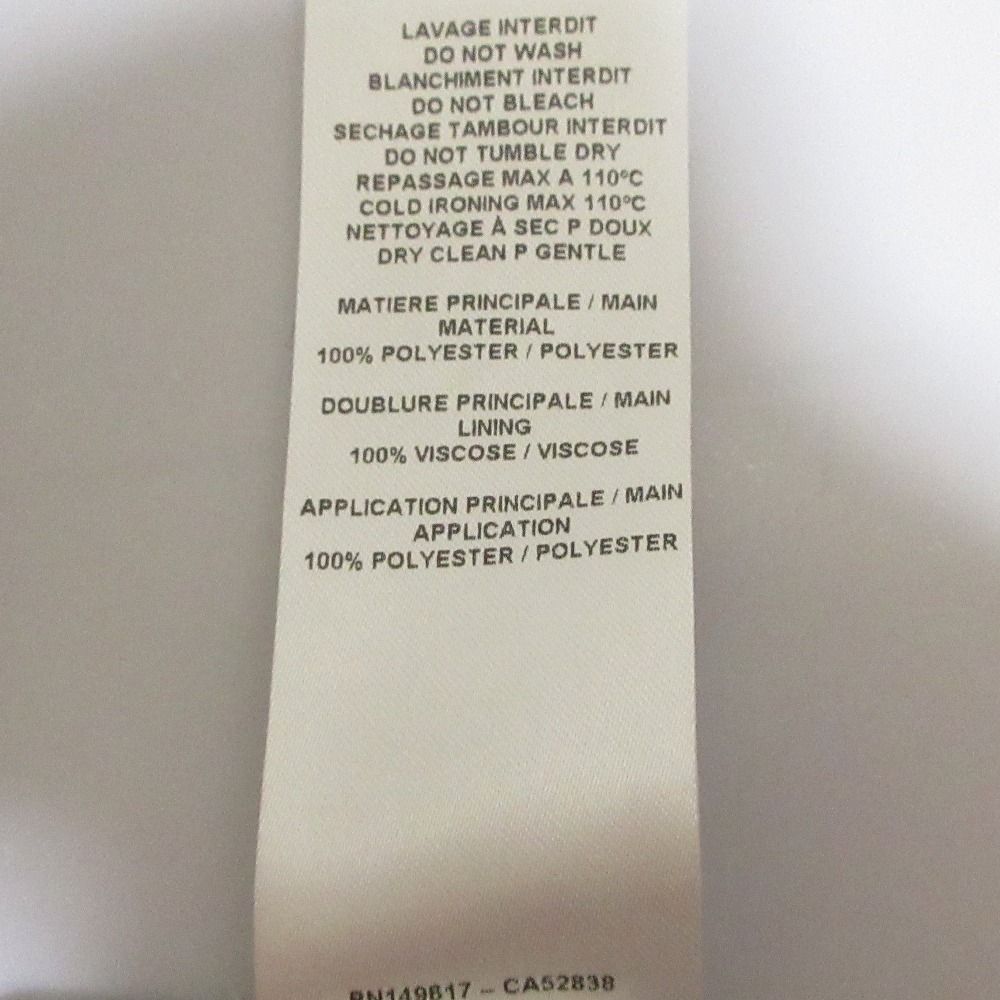 LAVAGE INTERDIT
DO NOT WASH
BLANCHIMENT INTERDIT
DO NOT BLEACH
SECHAGE TAMBOUR INTERDIT
DO NOT TUMBLE DRY
REPASSAGE MAX A 110°C
COLD IRONING MAX 110°C
NETTOYAGE À SEC P DOUX
DRY CLEAN P GENTLE
MATIERE PRINCIPALE / MAIN
MATERIAL
100% POLYESTER / POLYESTER
DOUBLURE PRINCIPALE / MAIN
LINING
100% VISCOSE / VISCOSE
APPLICATION PRINCIPALE / MAIN
APPLICATION
100% POLYESTER / POLYESTER
RN149617 – CA52838